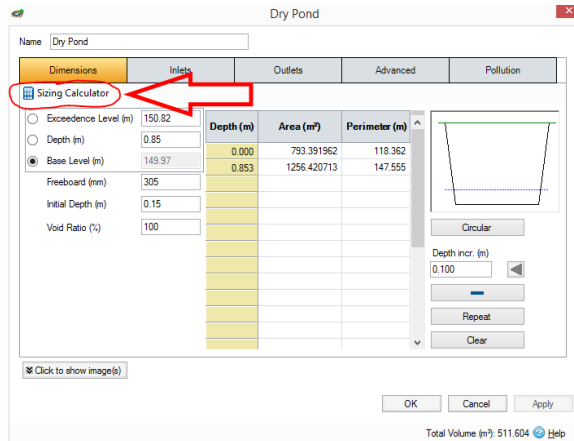 Dry Pond
Name Dry Pond
Dimensions Inlets Outlets Advanced Pollution
Sizing Calculator
Exceedence Level (m) 150.82
Depth (m) 0.85
Base Level (m) 149.97
Freeboard (mm) 305
Initial Depth (m) 0.15
Void Ratio (%) 100
Depth (m) Area (m²) Perimeter (m)
0.000 793.391962 118.362
0.853 1256.420713 147.555
Circular
Depth incr. (m)
0.100
Repeat
Clear
Click to show image(s)
OK Cancel Apply
Total Volume (m³): 511.604 Help